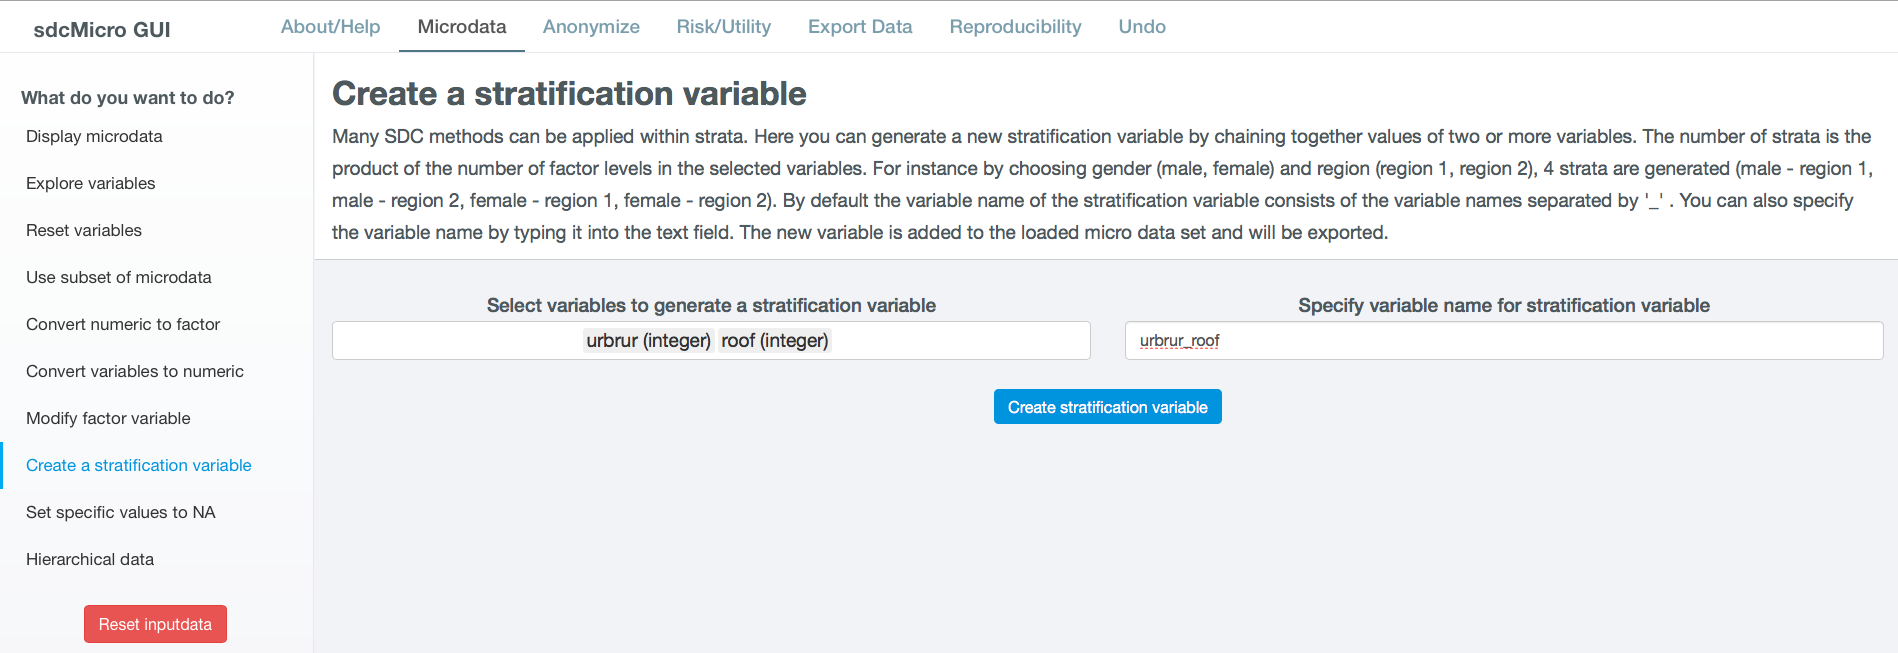 sdcMicro GUI
About/Help
Microdata
Anonymize
Risk/Utility
Export Data
Reproducibility
Undo
What do you want to do?
Display microdata
Explore variables
Reset variables
Use subset of microdata
Convert numeric to factor
Convert variables to numeric
Modify factor variable
Create a stratification variable
Set specific values to NA
Hierarchical data
Reset inputdata
Create a stratification variable
Many SDC methods can be applied within strata. Here you can generate a new stratification variable by chaining together values of two or more variables. The number of strata is the
product of the number of factor levels in the selected variables. For instance by choosing gender (male, female) and region (region 1, region 2), 4 strata are generated (male - region 1,
male - region 2, female - region 1, female - region 2). By default the variable name of the stratification variable consists of the variable names separated by '_' . You can also specify
the variable name by typing it into the text field. The new variable is added to the loaded micro data set and will be exported.
Select variables to generate a stratification variable
urbrur (integer) roof (integer)
Specify variable name for stratification variable
urbrur_roof
Create stratification variable